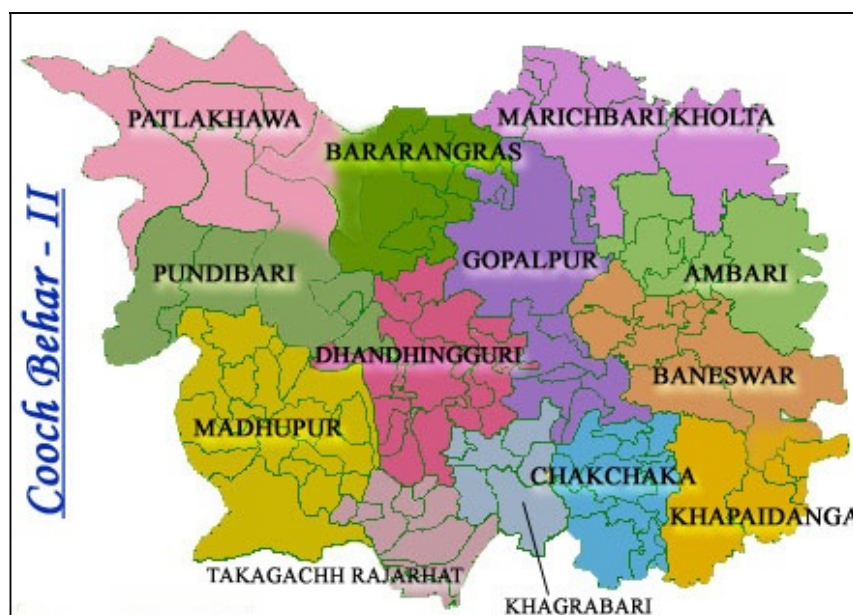 Cooch Behar - II
PATLAKHAWA
MARICHBARI KHOLTA
BARARANGRAS
PUNDIBARI
GOPALPUR
AMBARI
DHANDHINGGURI
BANESWAR
MADHUPUR
CHAKCHAKA
KHAPAIDANGA
TAKAGACHH RAJARHAT
KHAGRABARI